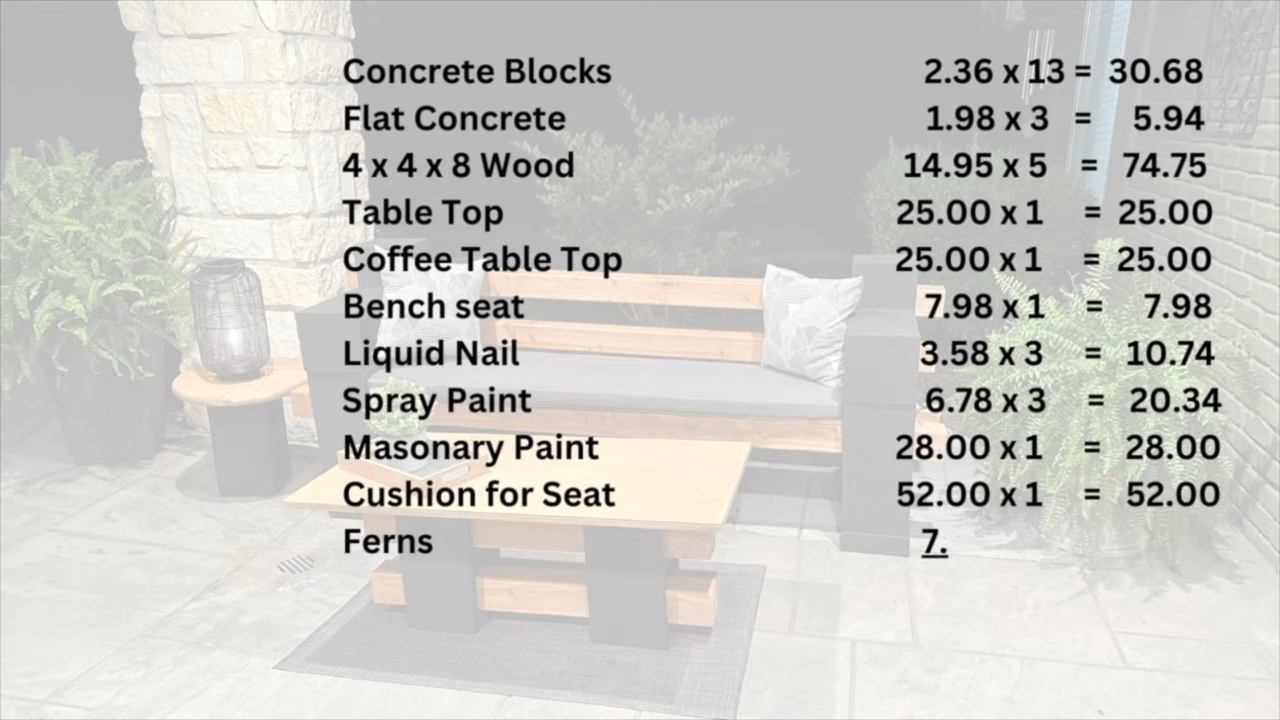 Concrete Blocks 2.36 x 13 = 30.68
Flat Concrete 1.98 x 3 = 5.94
4 x 4 x 8 Wood 14.95 x 5 = 74.75
Table Top 25.00 x 1 = 25.00
Coffee Table Top 25.00 x 1 = 25.00
Bench seat 7.98 x 1 = 7.98
Liquid Nail 3.58 x 3 = 10.74
Spray Paint 6.78 x 3 = 20.34
Masonary Paint 28.00 x 1 = 28.00
Cushion for Seat 52.00 x 1 = 52.00
Ferns 7.